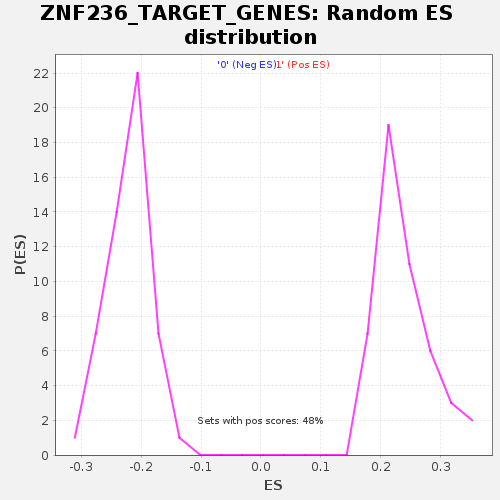 ZNF236_TARGET_GENES: Random ES
distribution
'0' (Neg ES) 1' (Pos ES)
22
20
18
16
14
12
10
8
6
4
2
0
P(ES)
Sets with pos scores: 48%
-0.3 -0.2 -0.1 0.0 0.1 0.2 0.3
ES